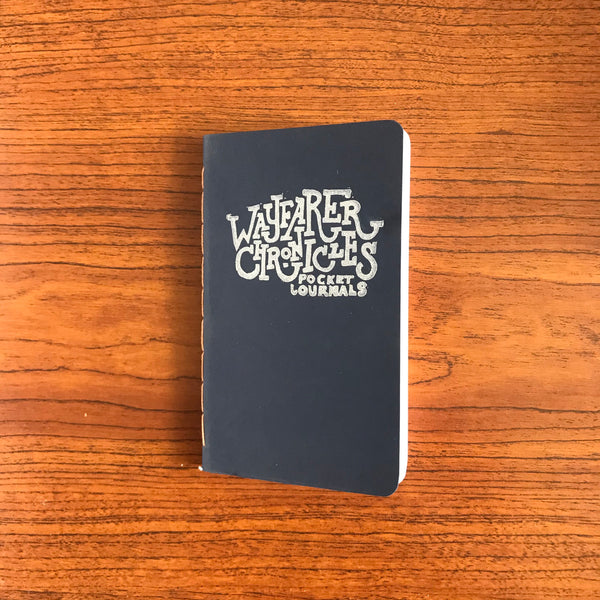 WAYFARER
CHRONICLES
POCKET
JOURNALS